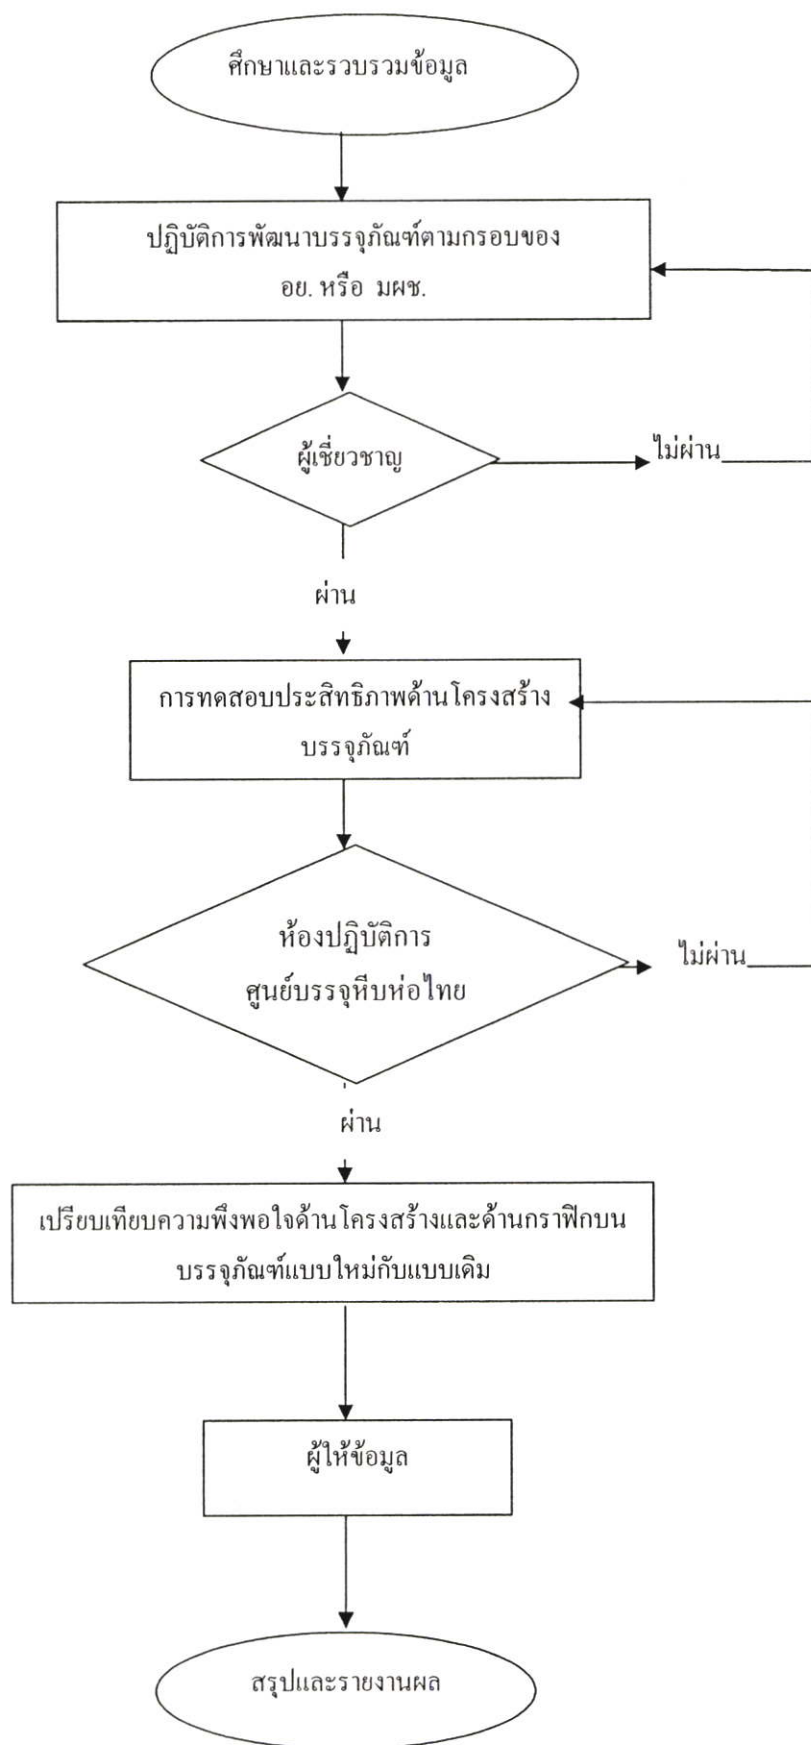 ศึกษาและรวบรวมข้อมูล
ปฏิบัติการพัฒนาบรรจุภัณฑ์ตามกรอบของ
อย. หรือ มผช.
ผู้เชี่ยวชาญ
ไม่ผ่าน
ผ่าน
การทดสอบประสิทธิภาพด้านโครงสร้าง
บรรจุภัณฑ์
ห้องปฏิบัติการ
ศูนย์บรรจุหีบห่อไทย
ไม่ผ่าน
ผ่าน
เปรียบเทียบความพึงพอใจด้านโครงสร้างและด้านกราฟิกบน
บรรจุภัณฑ์แบบใหม่กับแบบเดิม
ผู้ให้ข้อมูล
สรุปและรายงานผล